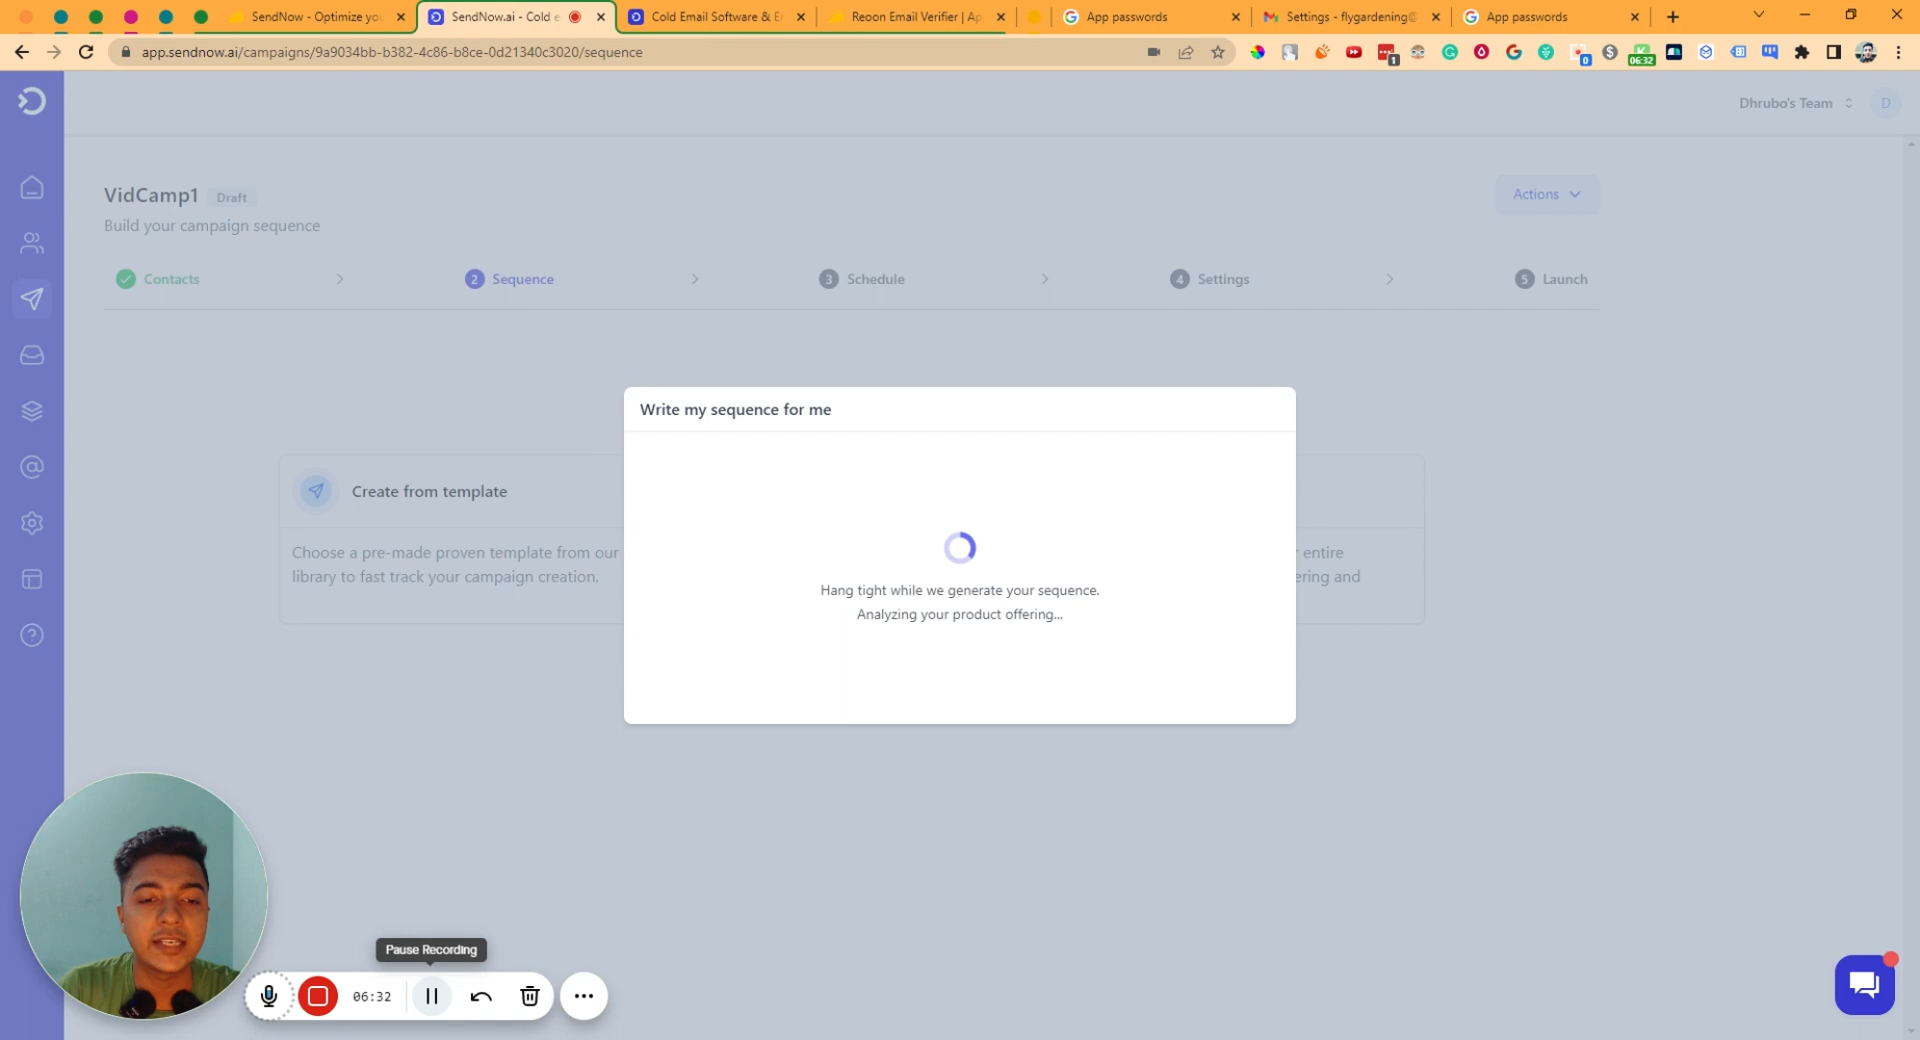 SendNow - Optimize yo
SendNow.ai - Cold e
Cold Email Software & E
Reoon Email Verifier | Ap
App passwords
Settings - flygardening@
App passwords
app.sendnow.ai/campaigns/9a9034bb-b382-4c86-b8ce-0d21340c3020/sequence
1
0
06:32
Dhrubo's Team
D
VidCamp1
Draft
Actions
Build your campaign sequence
Contacts
2 Sequence
3 Schedule
4 Settings
5 Launch
Write my sequence for me
Create from template
Choose a pre-made proven template from our
library to fast track your campaign creation.
entire
ering and
Hang tight while we generate your sequence.
Analyzing your product offering...
Pause Recording
06:32